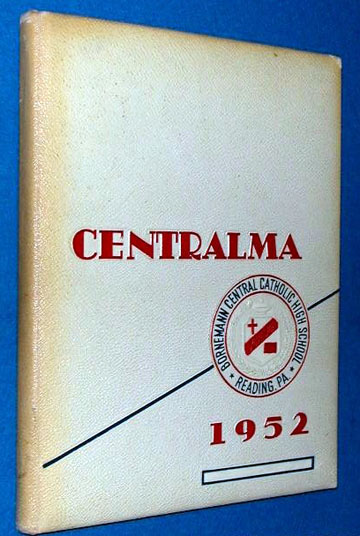 CENTRALMA
BORNEMANN CENTRAL CATHOLIC HIGH SCHOOL
★ READING, PA. ★
1952